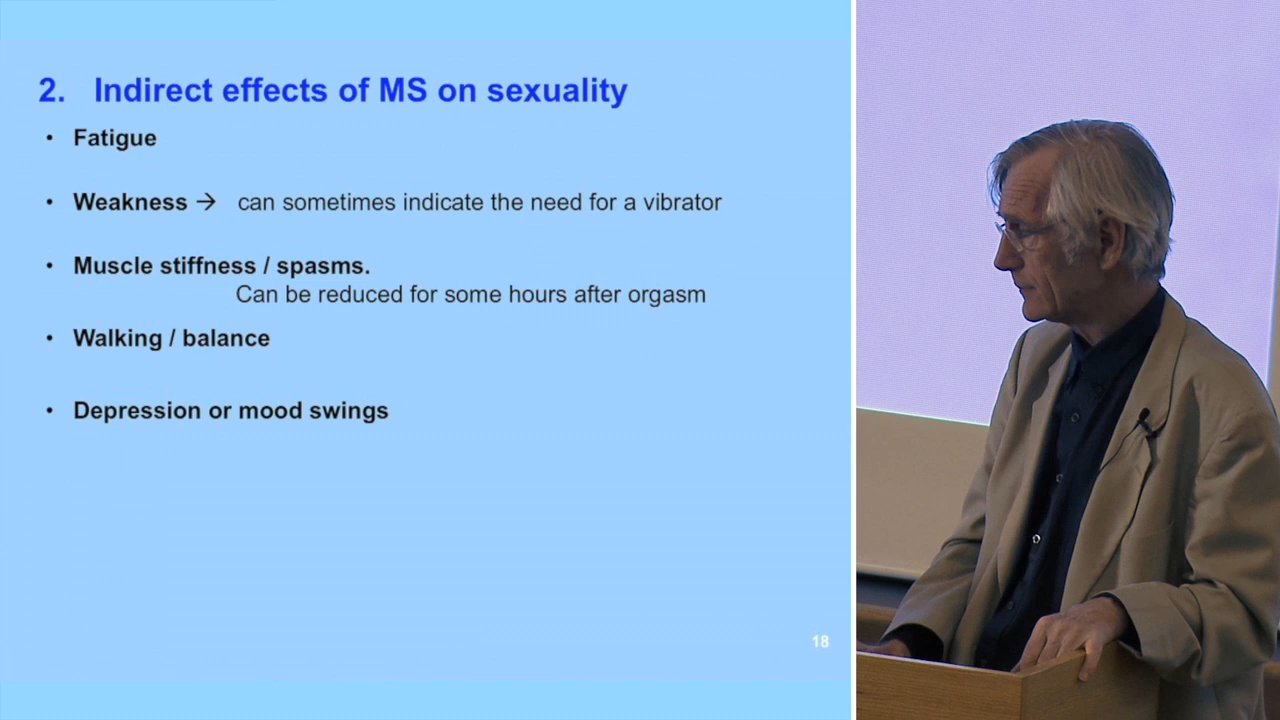 2. Indirect effects of MS on sexuality
• Fatigue
• Weakness → can sometimes indicate the need for a vibrator
• Muscle stiffness / spasms.
Can be reduced for some hours after orgasm
• Walking / balance
• Depression or mood swings
18